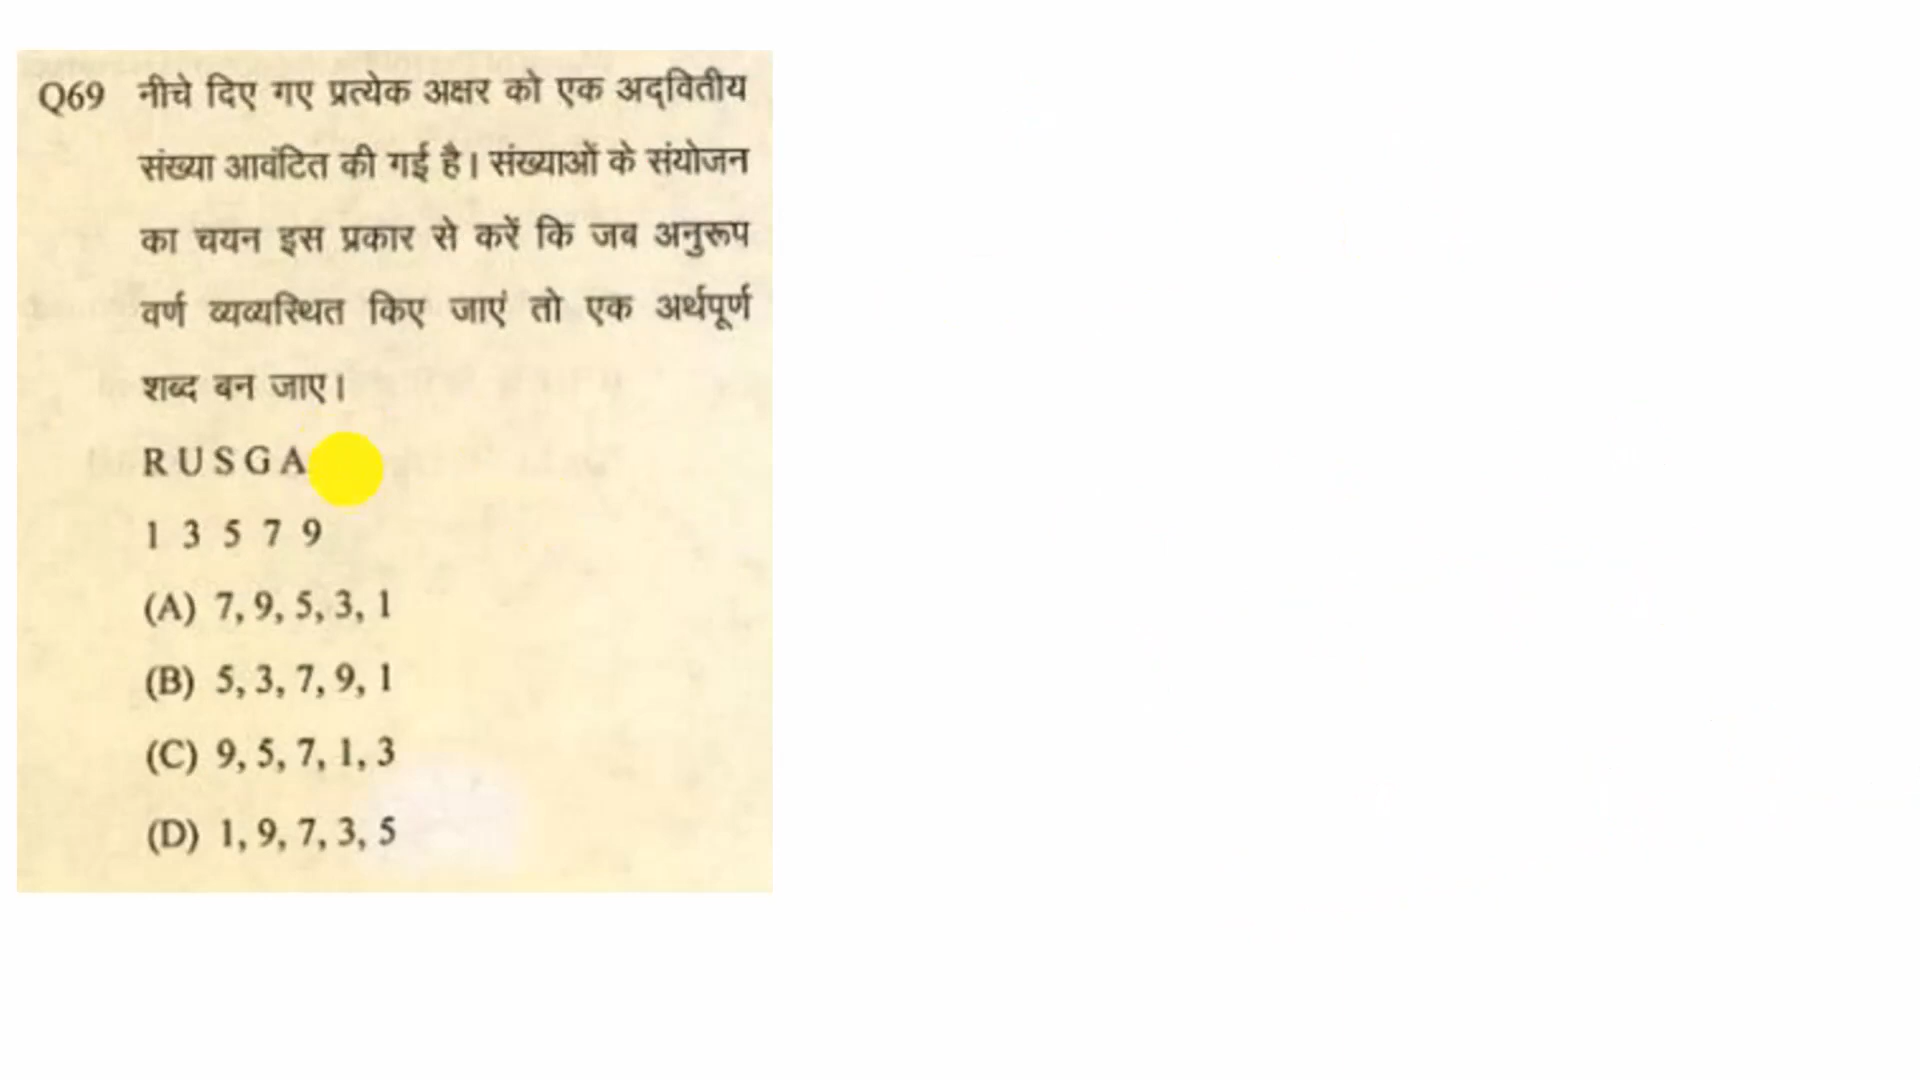 Q69 नीचे दिए गए प्रत्येक अक्षर को एक अद्‌वितीय
संख्या आवंटित की गई है। संख्याओं के संयोजन
का चयन इस प्रकार से करें कि जब अनुरूप
वर्ण व्यव्यस्थित किए जाएं तो एक अर्थपूर्ण
शब्द बन जाए।
R U S G A
1 3 5 7 9
(A) 7, 9, 5, 3, 1
(B) 5, 3, 7, 9, 1
(C) 9, 5, 7, 1, 3
(D) 1, 9, 7, 3, 5